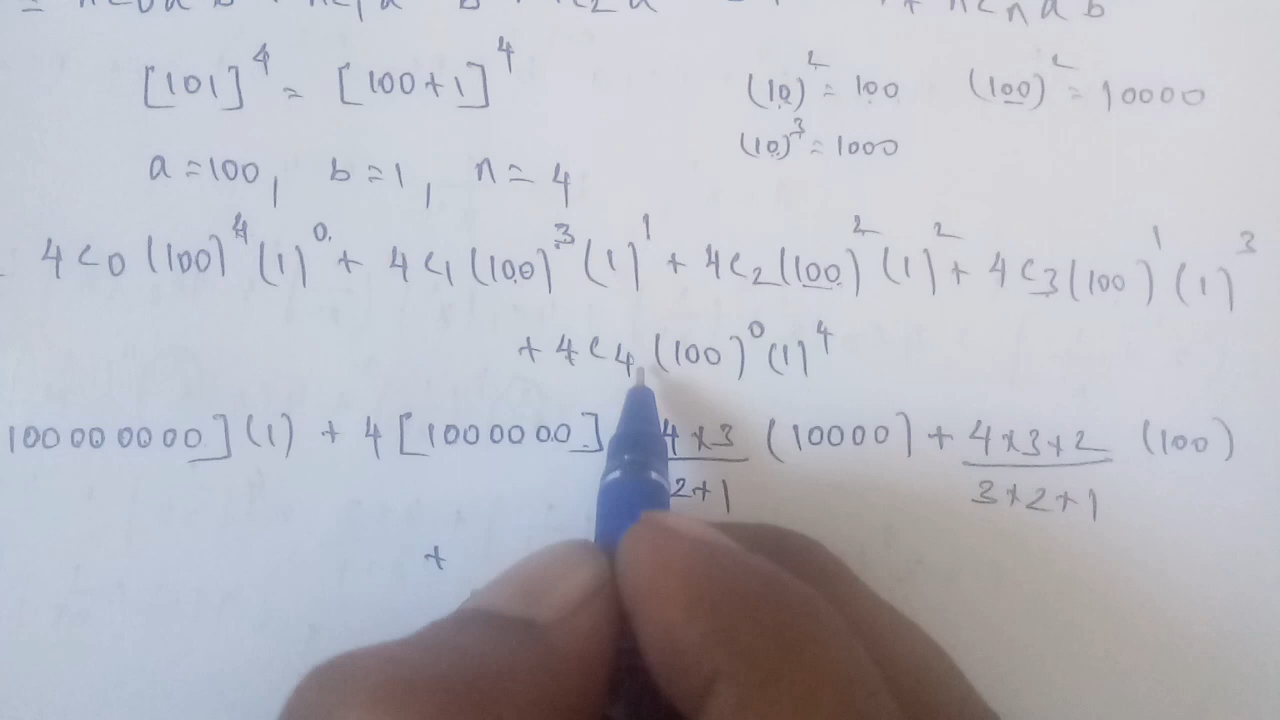 [101]⁴ = [100+1]⁴
(10)² = 100 (100)² = 10000
(10)³ = 1000
a = 100, b = 1, n = 4
4C0 (100)⁴ (1)⁰ + 4C1 (100)³ (1)¹ + 4C2 (100)² (1)² + 4C3 (100)¹ (1)³
+ 4C4 (100)⁰ (1)⁴
100000000] (1) + 4 [1000000] 4×3 (10000) + 4×3×2 (100)
2×1 3×2×1
+